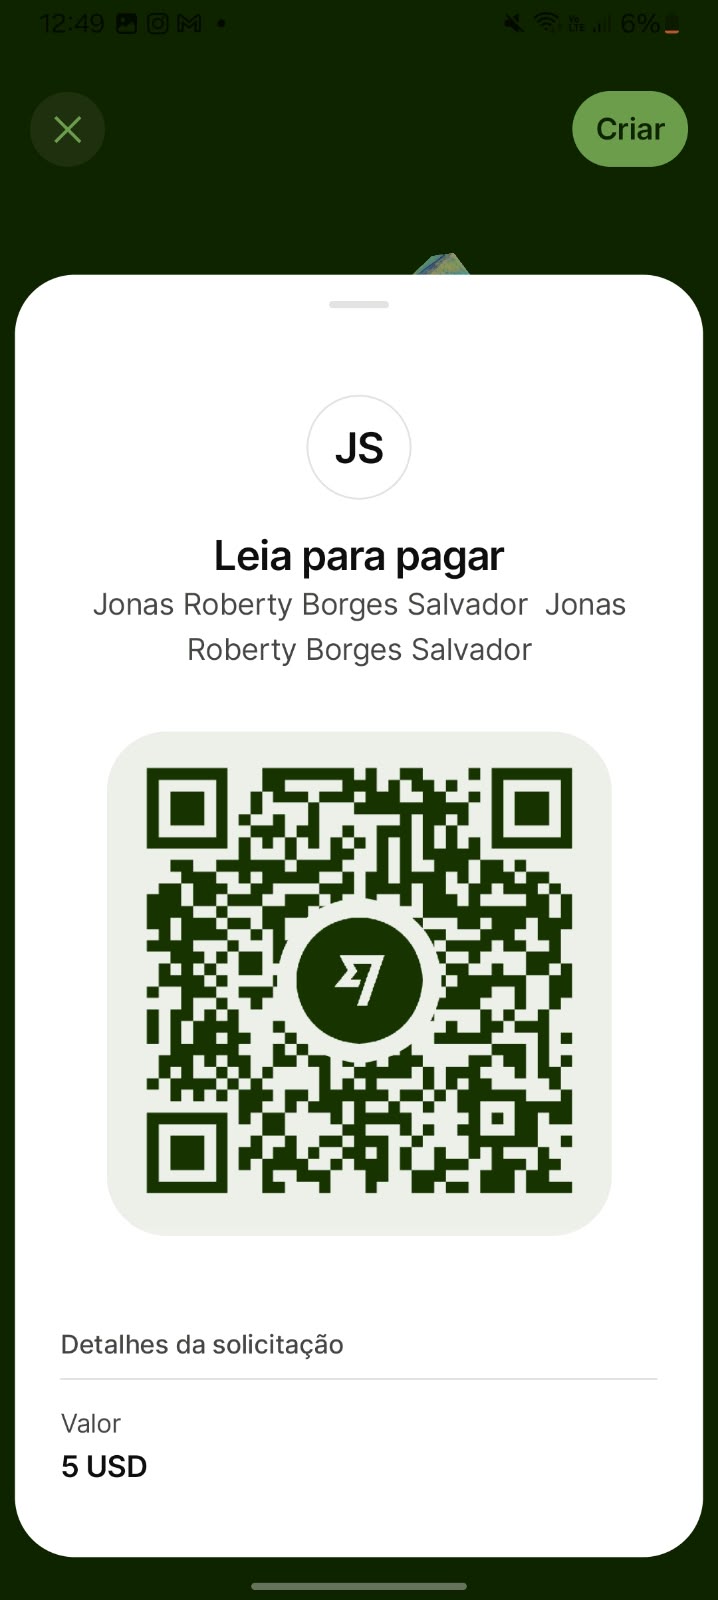 12:49 6%
Criar
JS
Leia para pagar
Jonas Roberty Borges Salvador Jonas
Roberty Borges Salvador
Detalhes da solicitação
Valor
5 USD